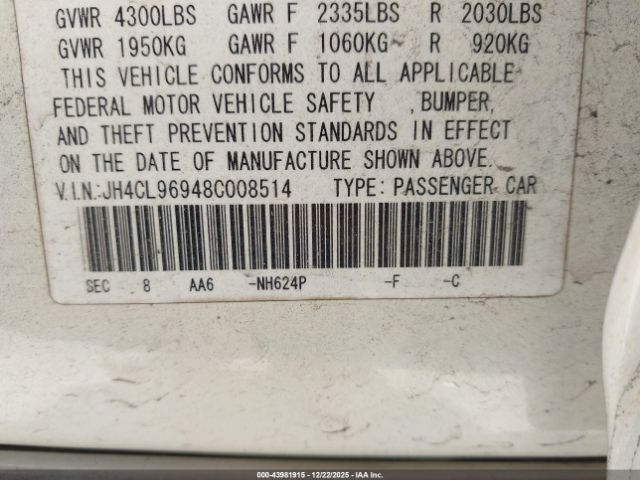 GVWR 4300LBS GAWR F 2335LBS R 2030LBS
GVWR 1950KG GAWR F 1060KG R 920KG
THIS VEHICLE CONFORMS TO ALL APPLICABLE
FEDERAL MOTOR VEHICLE SAFETY , BUMPER,
AND THEFT PREVENTION STANDARDS IN EFFECT
ON THE DATE OF MANUFACTURE SHOWN ABOVE.
V.I.N.:JH4CL96948C008514 TYPE: PASSENGER CAR
SEC 8 AA6 -NH624P -F -C
000-43981915 - 12/22/2025 - IAA Inc.